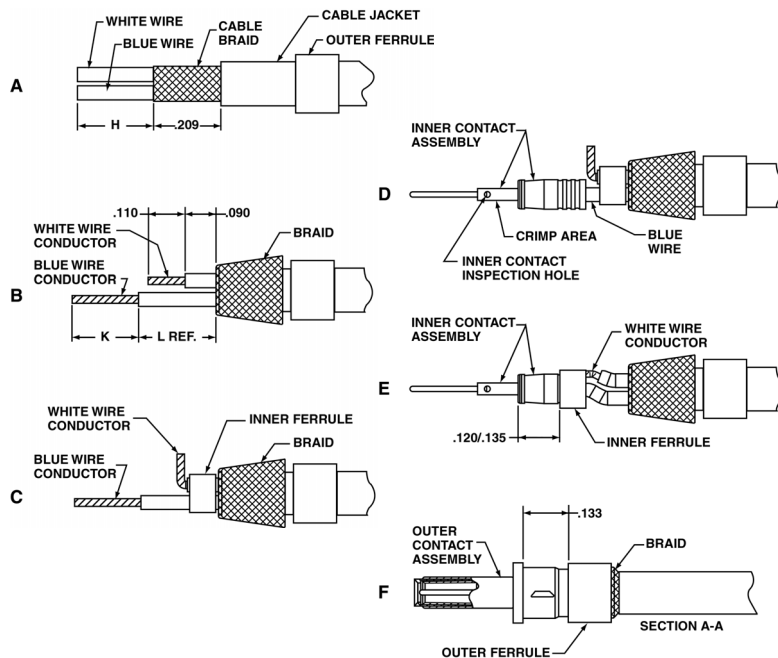 WHITE WIRE
BLUE WIRE
CABLE
BRAID
CABLE JACKET
OUTER FERRULE
A
H
.209
.110
.090
WHITE WIRE
CONDUCTOR
BLUE WIRE
CONDUCTOR
BRAID
B
K
L REF.
WHITE WIRE
CONDUCTOR
INNER FERRULE
BRAID
BLUE WIRE
CONDUCTOR
C
INNER CONTACT
ASSEMBLY
D
CRIMP AREA
BLUE
WIRE
INNER CONTACT
INSPECTION HOLE
INNER CONTACT
ASSEMBLY
WHITE WIRE
CONDUCTOR
E
.120/.135
INNER FERRULE
.133
OUTER
CONTACT
ASSEMBLY
BRAID
F
SECTION A-A
OUTER FERRULE